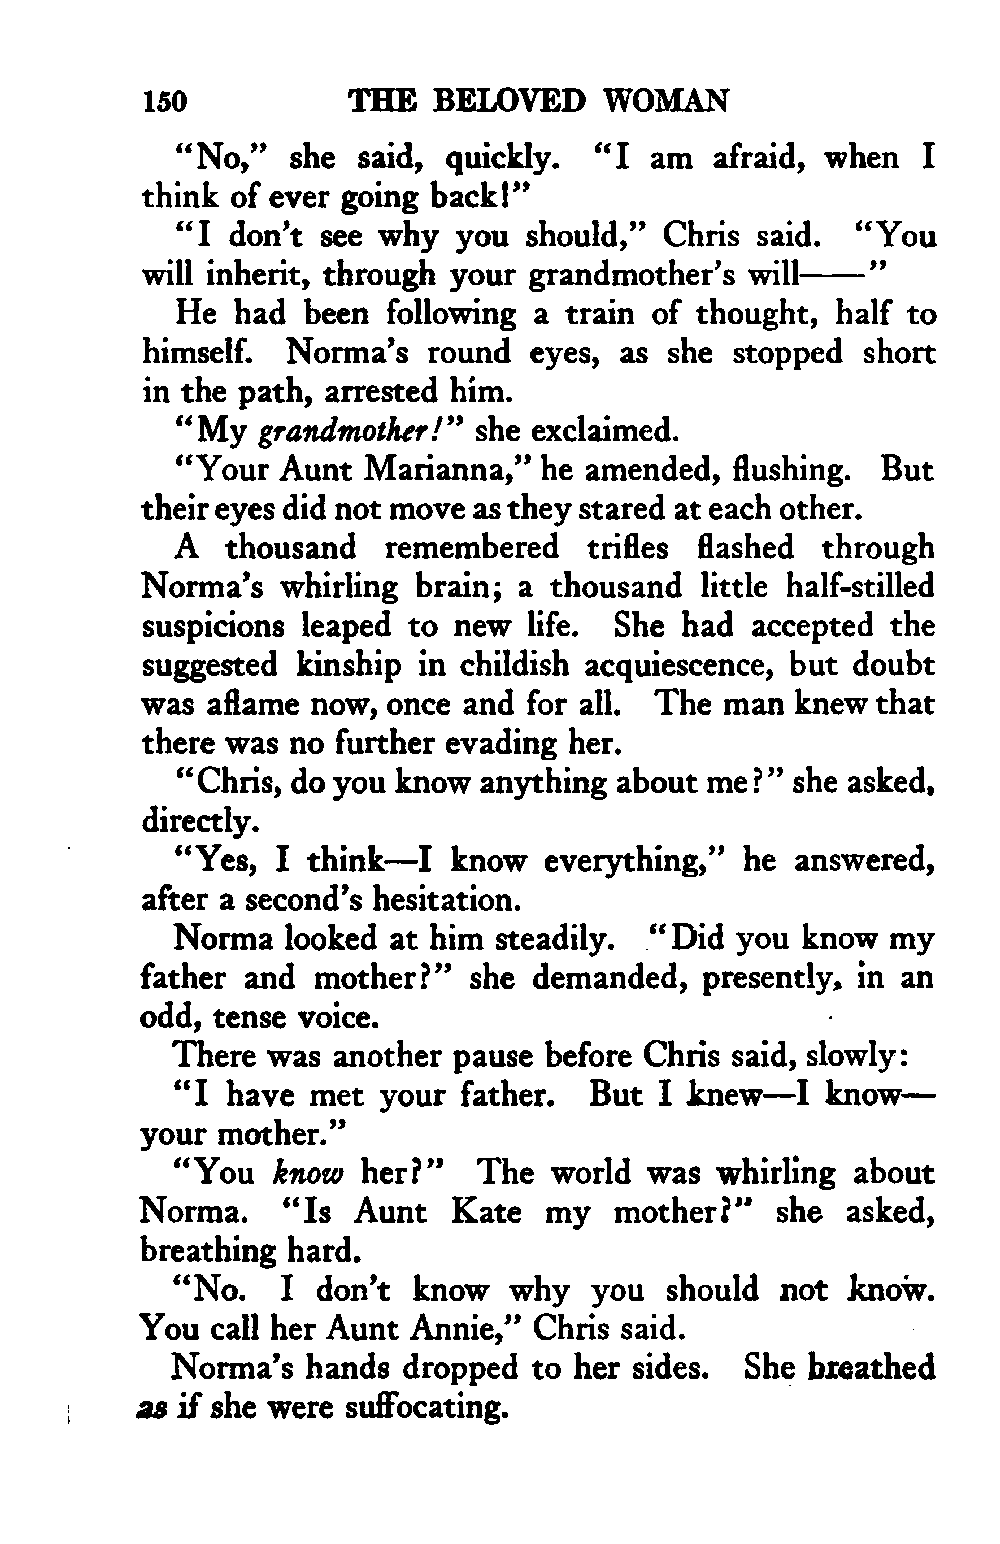 150 THE BELOVED WOMAN
“No,” she said, quickly. “I am afraid, when I
think of ever going back!”
“I don’t see why you should,” Chris said. “You
will inherit, through your grandmother’s will——”
He had been following a train of thought, half to
himself. Norma’s round eyes, as she stopped short
in the path, arrested him.
“My grandmother!” she exclaimed.
“Your Aunt Marianna,” he amended, flushing. But
their eyes did not move as they stared at each other.
A thousand remembered trifles flashed through
Norma’s whirling brain; a thousand little half-stilled
suspicions leaped to new life. She had accepted the
suggested kinship in childish acquiescence, but doubt
was aflame now, once and for all. The man knew that
there was no further evading her.
“Chris, do you know anything about me?” she asked,
directly.
“Yes, I think—I know everything,” he answered,
after a second’s hesitation.
Norma looked at him steadily. “Did you know my
father and mother?” she demanded, presently, in an
odd, tense voice.
There was another pause before Chris said, slowly:
“I have met your father. But I knew—I know—
your mother.”
“You know her?” The world was whirling about
Norma. “Is Aunt Kate my mother?” she asked,
breathing hard.
“No. I don’t know why you should not know.
You call her Aunt Annie,” Chris said.
Norma’s hands dropped to her sides. She breathed
as if she were suffocating.